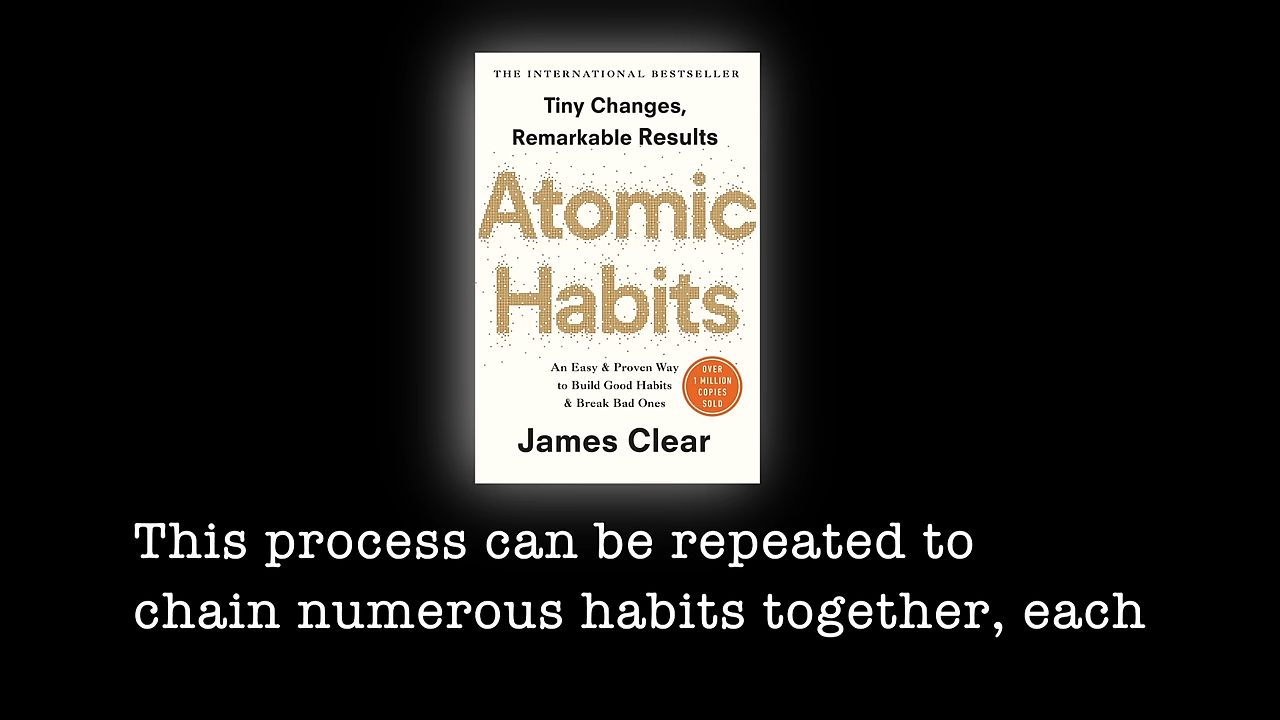 THE INTERNATIONAL BESTSELLER
Tiny Changes,
Remarkable Results
Atomic
Habits
An Easy & Proven Way
to Build Good Habits
& Break Bad Ones
OVER
1 MILLION
COPIES
SOLD
James Clear
This process can be repeated to
chain numerous habits together, each